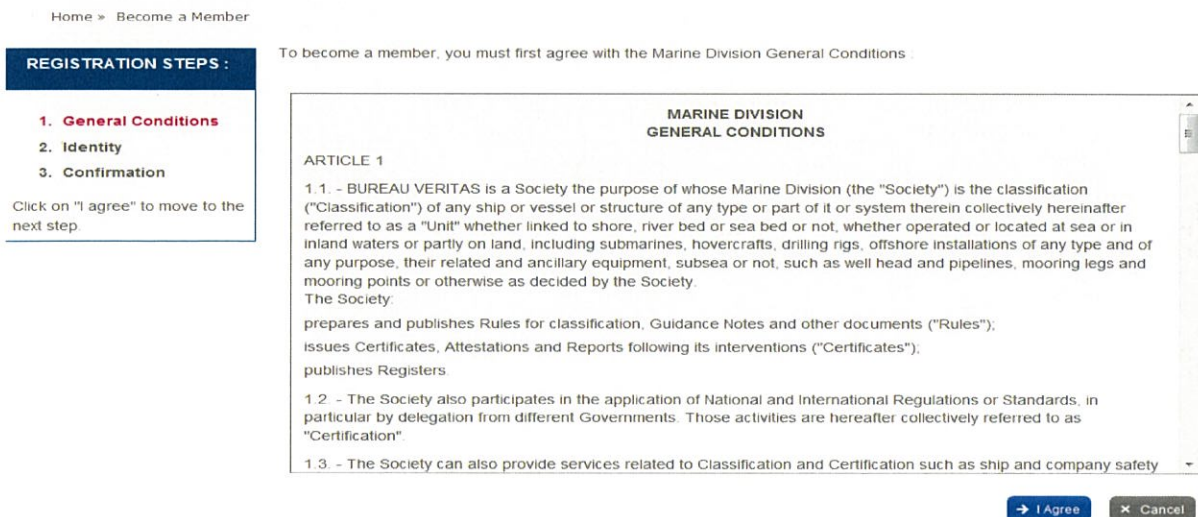 Home » Become a Member
REGISTRATION STEPS :
1. General Conditions
2. Identity
3. Confirmation
Click on "I agree" to move to the
next step.
To become a member, you must first agree with the Marine Division General Conditions :
MARINE DIVISION
GENERAL CONDITIONS
ARTICLE 1
1.1. - BUREAU VERITAS is a Society the purpose of whose Marine Division (the "Society") is the classification
("Classification") of any ship or vessel or structure of any type or part of it or system therein collectively hereinafter
referred to as a "Unit" whether linked to shore, river bed or sea bed or not, whether operated or located at sea or in
inland waters or partly on land, including submarines, hovercrafts, drilling rigs, offshore installations of any type and of
any purpose, their related and ancillary equipment, subsea or not, such as well head and pipelines, mooring legs and
mooring points or otherwise as decided by the Society.
The Society:
prepares and publishes Rules for classification, Guidance Notes and other documents ("Rules");
issues Certificates, Attestations and Reports following its interventions ("Certificates");
publishes Registers.
1.2. - The Society also participates in the application of National and International Regulations or Standards, in
particular by delegation from different Governments. Those activities are hereafter collectively referred to as
"Certification".
1.3. - The Society can also provide services related to Classification and Certification such as ship and company safety
→ I Agree
× Cancel